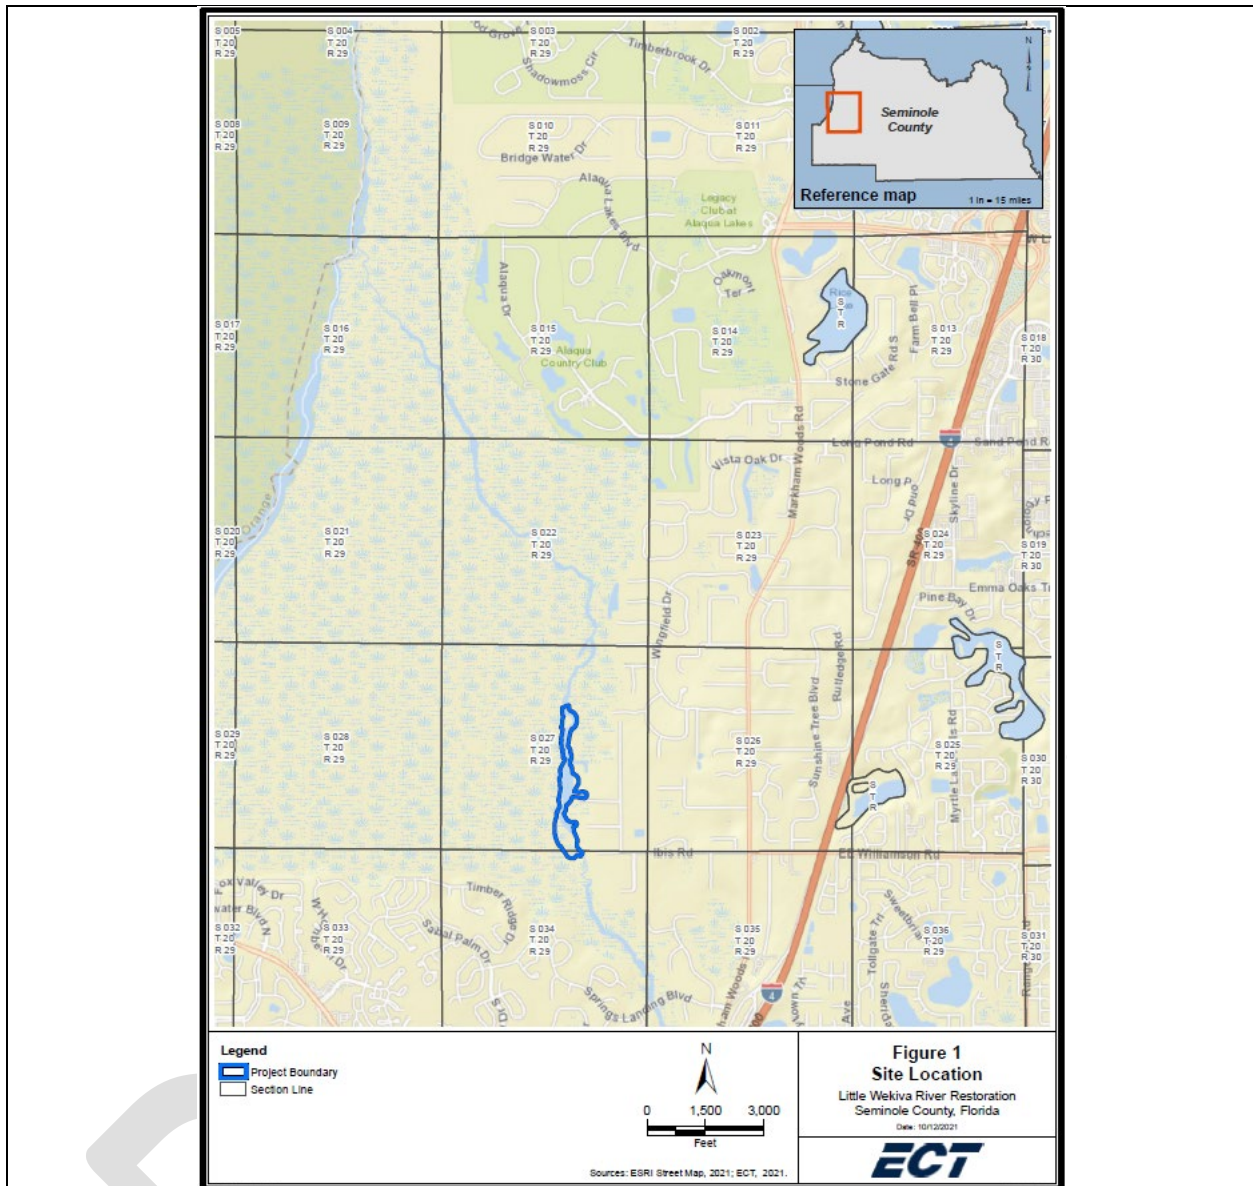 S 005
T 20
R 29
S 004
T 20
R 29
S 003
T 20
R 29
S 002
T 20
R 29
Shadowmoss Cir
Timberbrook Dr
N
Seminole
County
Reference map
1 in = 15 miles
S 008
T 20
R 29
S 009
T 20
R 29
S 010
T 20
R 29
S 011
T 20
R 29
Bridge Water Dr
Alaqua Lakes Blvd
Legacy
Club at
Alaqua Lakes
Alaqua Dr
Oakmont
Ter
Rice
S
T
R
Farm Bell Pl
S 017
T 20
R 29
S 016
T 20
R 29
S 015
T 20
R 29
S 014
T 20
R 29
S 013
T 20
R 29
S 018
T 20
R 30
Alaqua
Country Club
Stone Gate
Rd S
Markham Woods Rd
Long Pond Rd
4
Sand Pond R
Vista Oak Dr
Long P
ond Dr
Skyline Dr
Orange
S 020
T 20
R 29
S 021
T 20
R 29
S 022
T 20
R 29
S 023
T 20
R 29
SR 400
S 024
T 20
R 29
S 019
T 20
R 30
Emma Oaks Tr
Pine Bay Dr
Wingfield Dr
Rutledge Rd
S
T
R
Sunshine Tree Blvd
S 029
T 20
R 29
S 028
T 20
R 29
S 027
T 20
R 29
S 026
T 20
R 29
S 025
T 20
R 29
S 030
T 20
R 30
S
T
R
Ibis Rd
EE Williamson Rd
Fox Valley Dr
water Blvd N
Timber Ridge Dr
Sabal Palm Dr
S 032
T 20
R 29
S 033
T 20
R 29
S 034
T 20
R 29
S 035
T 20
R 29
S 036
T 20
R 29
S 031
T 20
R 30
Sweetbriar
Tollgate Trl
Springs Landing Blvd
ham Woods
4
Ave
Legend
Project Boundary
Section Line
N
0 1,500 3,000
Feet
Sources: ESRI Street Map, 2021; ECT, 2021.
Figure 1
Site Location
Little Wekiva River Restoration
Seminole County, Florida
Date: 10/12/2021
ECT